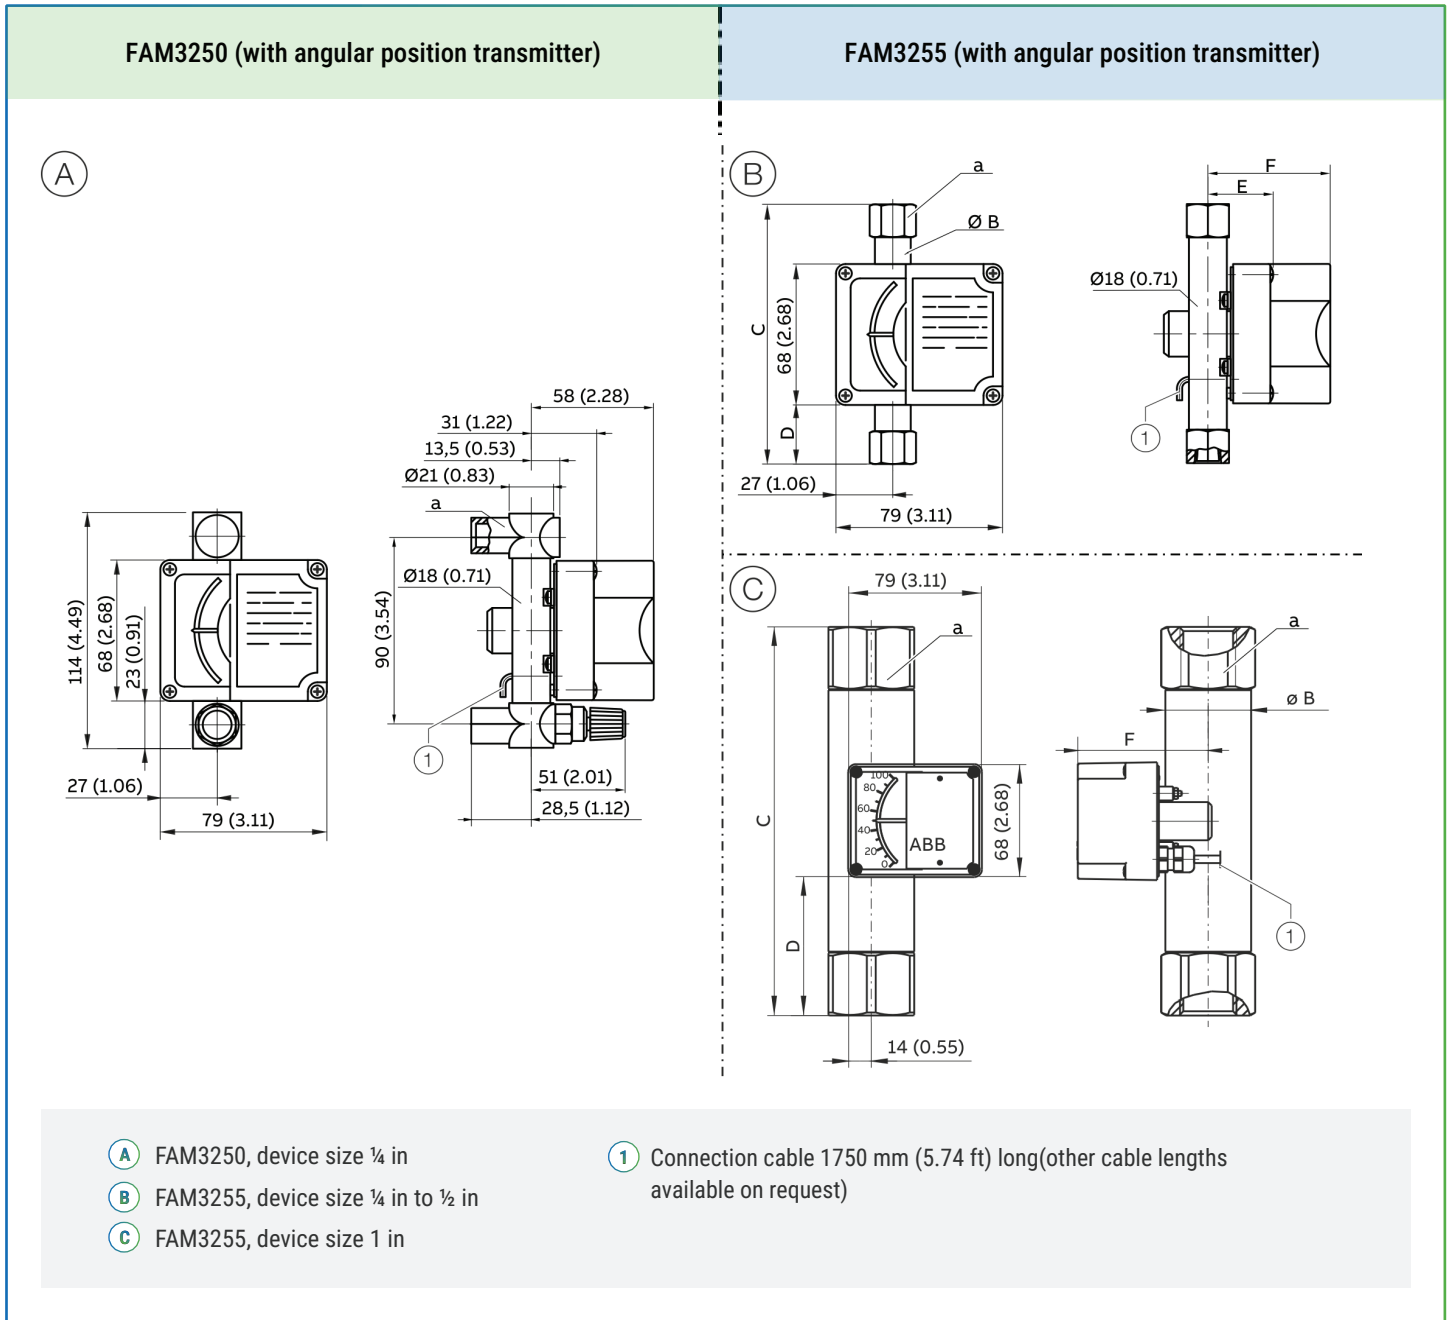 FAM3250 (with angular position transmitter)
FAM3255 (with angular position transmitter)
A
114 (4.49)
68 (2.68)
23 (0.91)
27 (1.06)
79 (3.11)
58 (2.28)
31 (1.22)
13,5 (0.53)
Ø21 (0.83)
a
Ø18 (0.71)
90 (3.54)
1
51 (2.01)
28,5 (1.12)
B
a
Ø B
C
68 (2.68)
D
27 (1.06)
79 (3.11)
F
E
Ø18 (0.71)
1
C
79 (3.11)
a
C
100
80
60
40
20
0
ABB
68 (2.68)
D
14 (0.55)
a
ø B
F
1
A FAM3250, device size ¼ in
B FAM3255, device size ¼ in to ½ in
C FAM3255, device size 1 in
1 Connection cable 1750 mm (5.74 ft) long(other cable lengths
available on request)